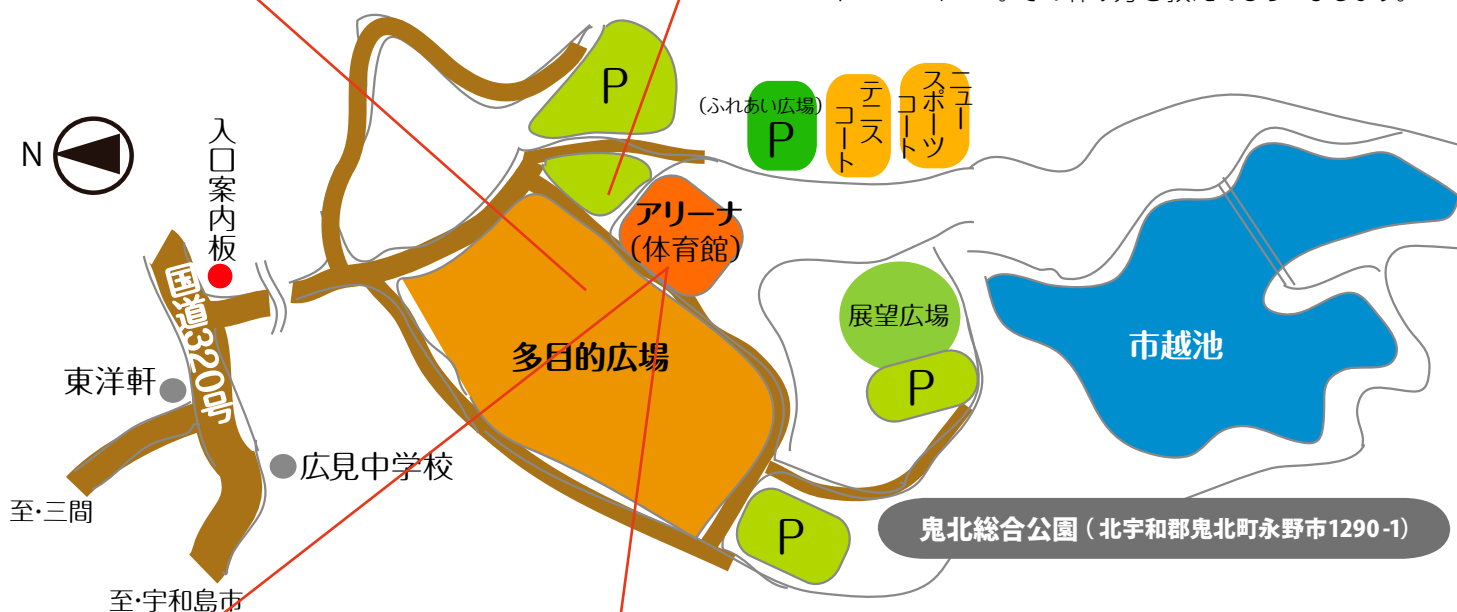 P
(ふれあい広場)
P
テニス
コート
ニュー
スポーツ
コート
N
入口案内板
アリーナ
(体育館)
国道320号
展望広場
多目的広場
市越池
東洋軒
P
広見中学校
至・三間
P
鬼北総合公園(北宇和郡鬼北町永野市1290-1)
至・宇和島市